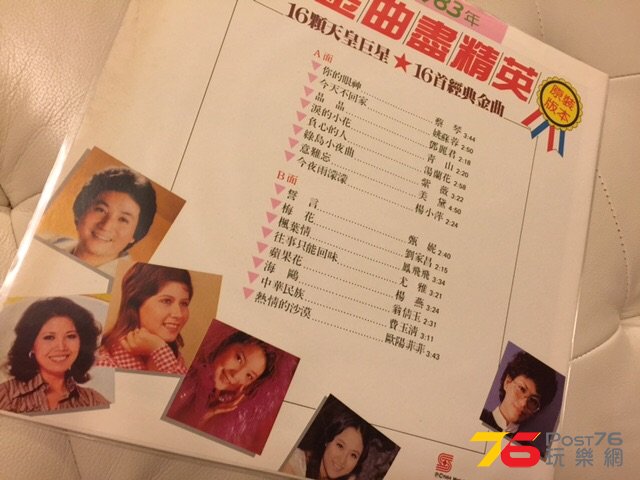 83年
金曲盡精英
16顆天皇巨星★16首經典金曲
原裝
版本
A面
你的眼神 蔡琴 3:44
今天不回家 姚蘇蓉 2:50
晶晶 鄧麗君 2:18
淚的小花 青山 2:20
負心的人 湯蘭花 2:58
綠島小夜曲 紫薇 3:22
意難忘 美黛 4:50
今夜雨濛濛 楊小萍 2:24
B面
誓言 甄妮 2:40
梅花 劉家昌 2:15
楓葉情 鳳飛飛 3:34
往事只能回味 尤雅 3:21
蘋果花 楊燕 3:24
海鷗 翁倩玉 2:31
中華民族 費玉清 3:21
熱情的沙漠 歐陽菲菲 3:43
76 POST76
玩樂網